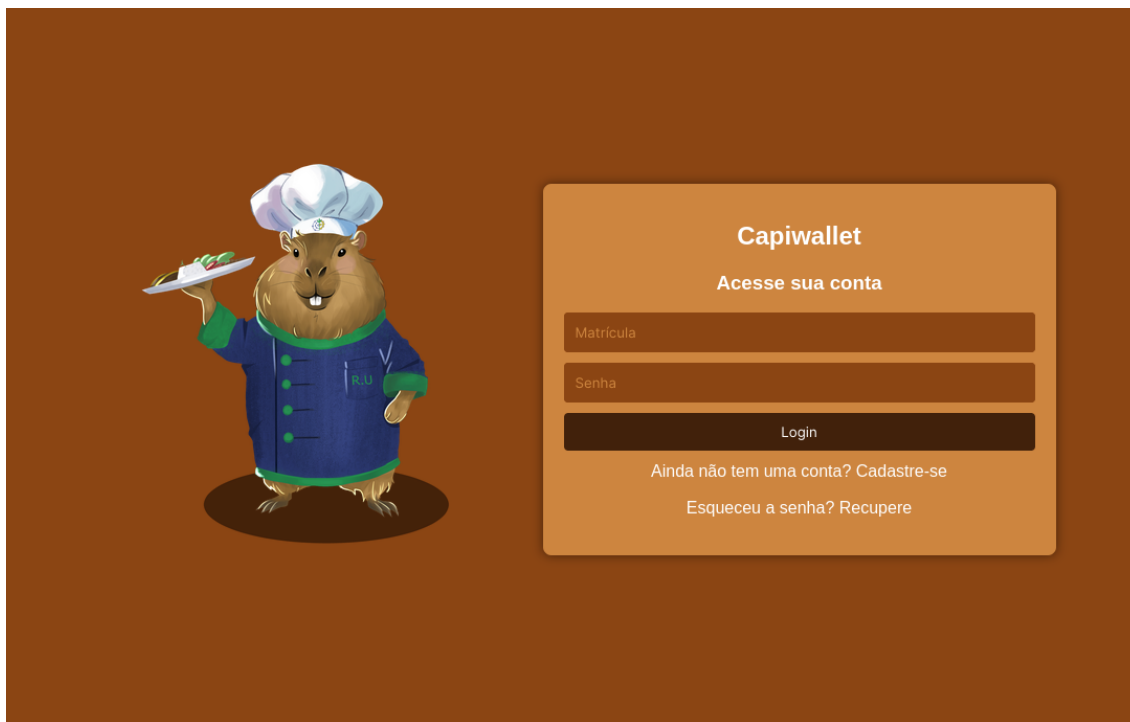 Capiwallet
Acesse sua conta
Matrícula
R.U
Senha
Login
Ainda não tem uma conta? Cadastre-se
Esqueceu a senha? Recupere